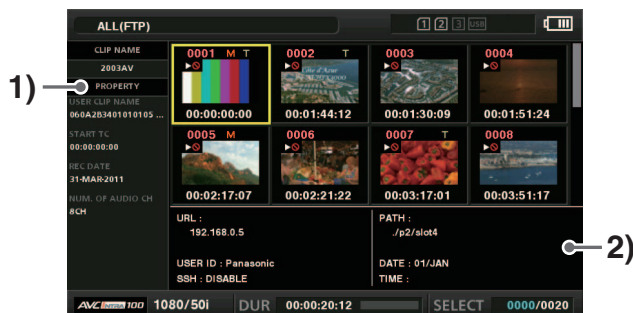 ALL(FTP)
1 2 3 USB
CLIP NAME
2003AV
PROPERTY
USER CLIP NAME
060A2B3401010105 ...
START TC
00:00:00:00
REC DATE
31-MAR-2011
NUM. OF AUDIO CH
8CH
1)
0001 M T
00:00:00:00
0002 T
Côte d'Azur
00:01:44:12
0003
00:01:30:09
0004
00:01:51:24
0005 M
00:02:17:07
0006
00:02:21:22
0007 T
00:03:17:01
0008
00:03:51:17
URL :
192.168.0.5
USER ID : Panasonic
SSH : DISABLE
PATH :
./p2/slot4
DATE : 01/JAN
TIME :
2)
AVC INTRA 100 1080/50i DUR 00:00:20:12 SELECT 0000/0020